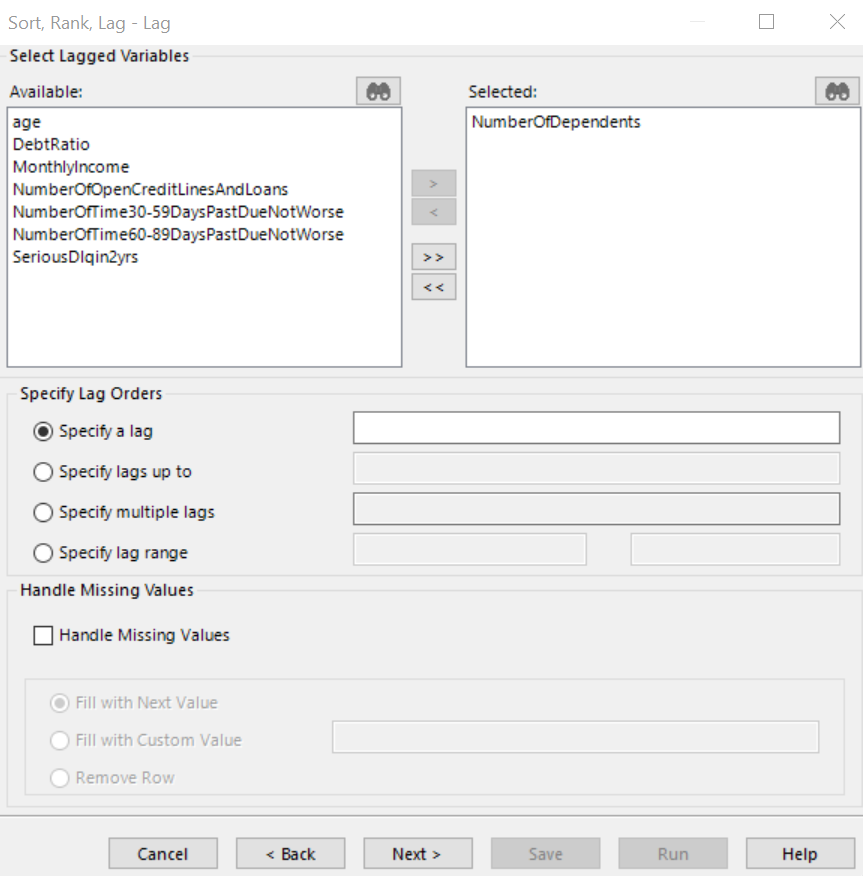 Sort, Rank, Lag - Lag
Select Lagged Variables
Available:
Selected:
age
DebtRatio
MonthlyIncome
NumberOfOpenCreditLinesAndLoans
NumberOfTime30-59DaysPastDueNotWorse
NumberOfTime60-89DaysPastDueNotWorse
SeriousDlqin2yrs
NumberOfDependents
>
<
>>
<<
Specify Lag Orders
Specify a lag
Specify lags up to
Specify multiple lags
Specify lag range
Handle Missing Values
Handle Missing Values
Fill with Next Value
Fill with Custom Value
Remove Row
Cancel
< Back
Next >
Save
Run
Help